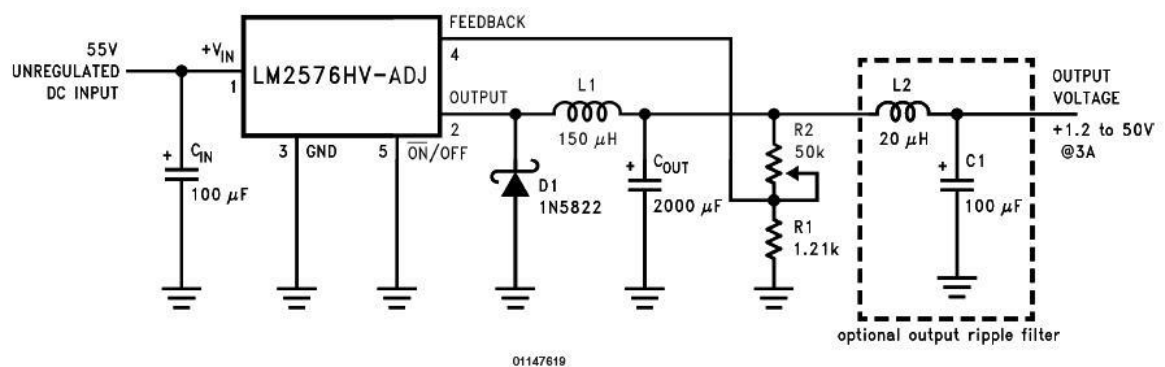 FEEDBACK
4
55V
UNREGULATED
DC INPUT
+VIN
1
LM2576HV-ADJ
OUTPUT
2
3
GND
5
ON/OFF
+
CIN
100 μF
D1
1N5822
L1
150 μH
+
COUT
2000 μF
R2
50k
R1
1.21k
L2
20 μH
+
C1
100 μF
OUTPUT
VOLTAGE
+1.2 to 50V
@3A
optional output ripple filter
01147619